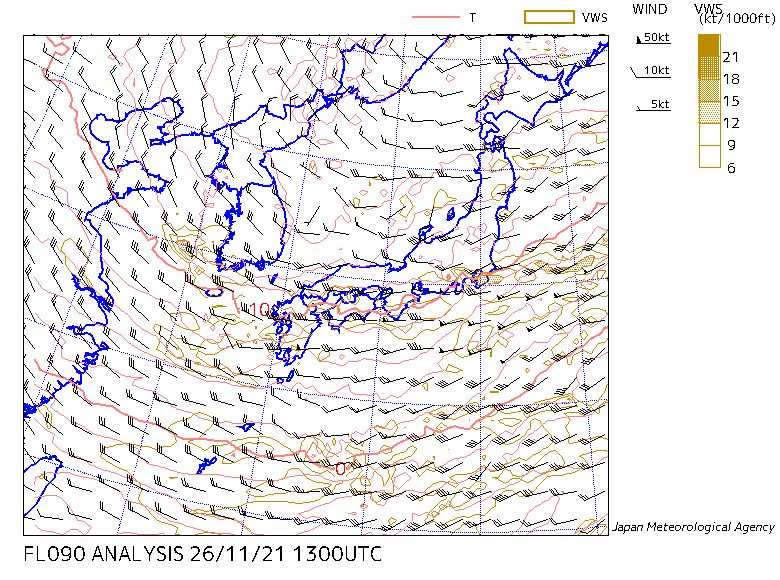 T VWS WIND VWS
(kt/1000ft)
50kt
10kt
5kt
21
18
15
12
9
6
10
0
Japan Meteorological Agency
FL090 ANALYSIS 26/11/21 1300UTC